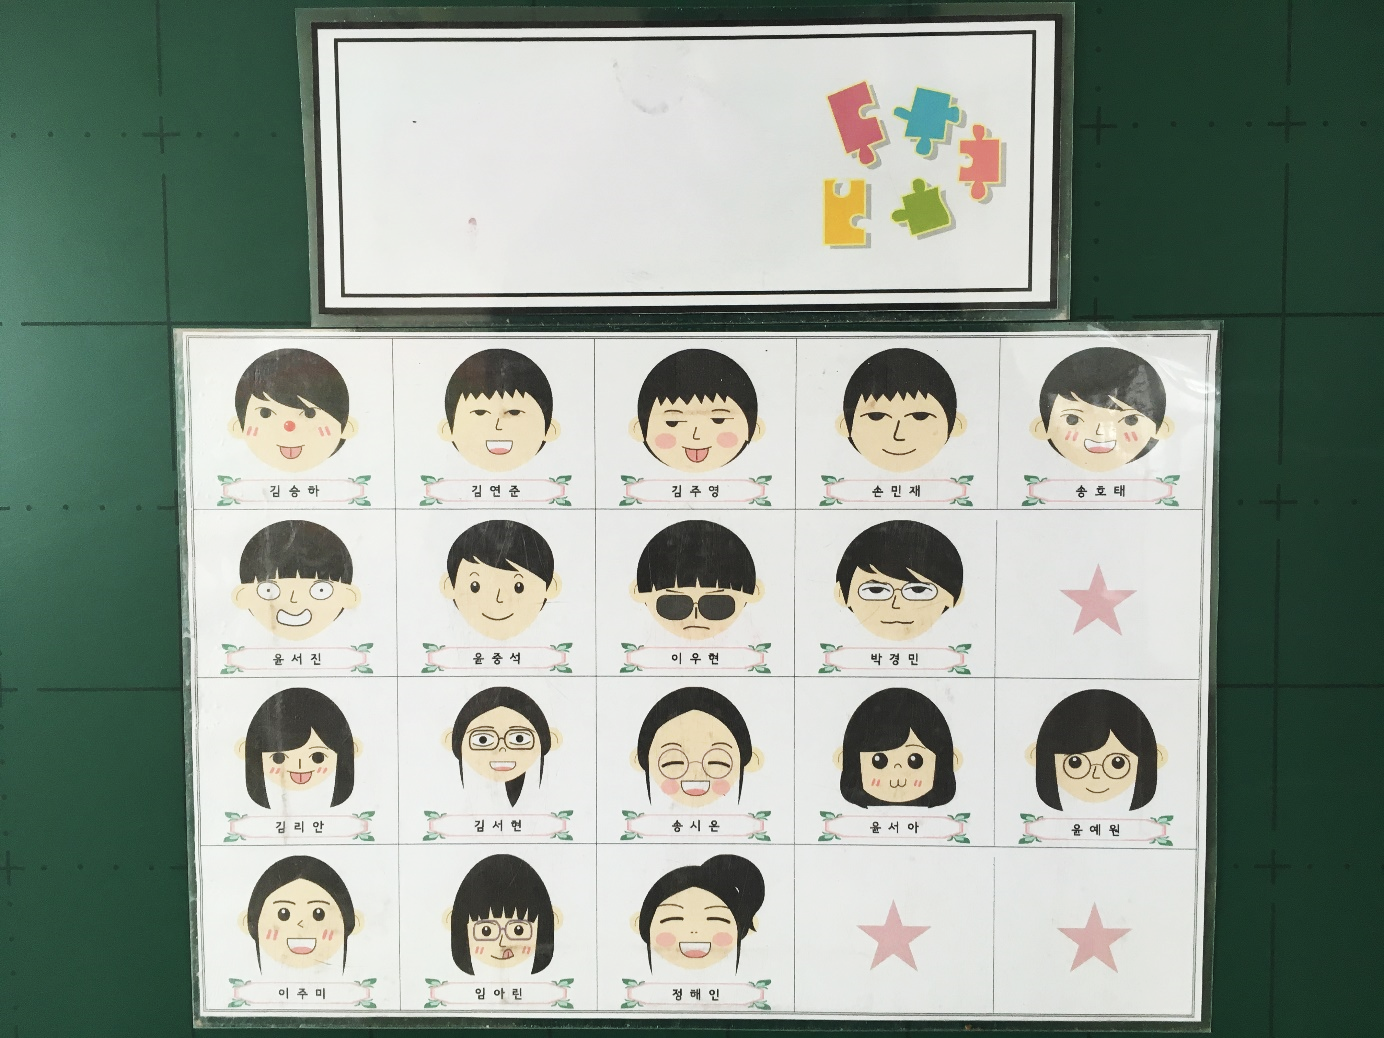 김승하
김연준
김주영
손민재
송호태
윤서진
윤중석
이우현
박경민
김리안
김서현
송시온
윤서아
윤예원
이주미
임아린
정해인